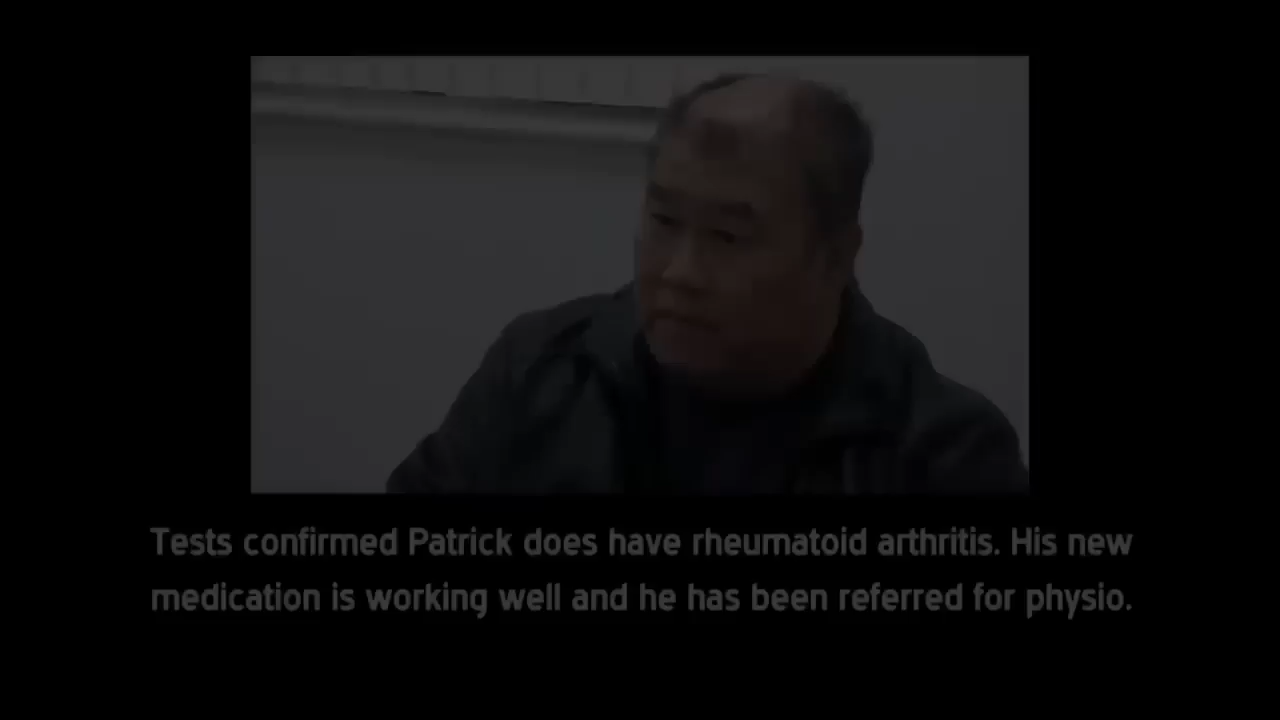 Tests confirmed Patrick does have rheumatoid arthritis. His new
medication is working well and he has been referred for physio.